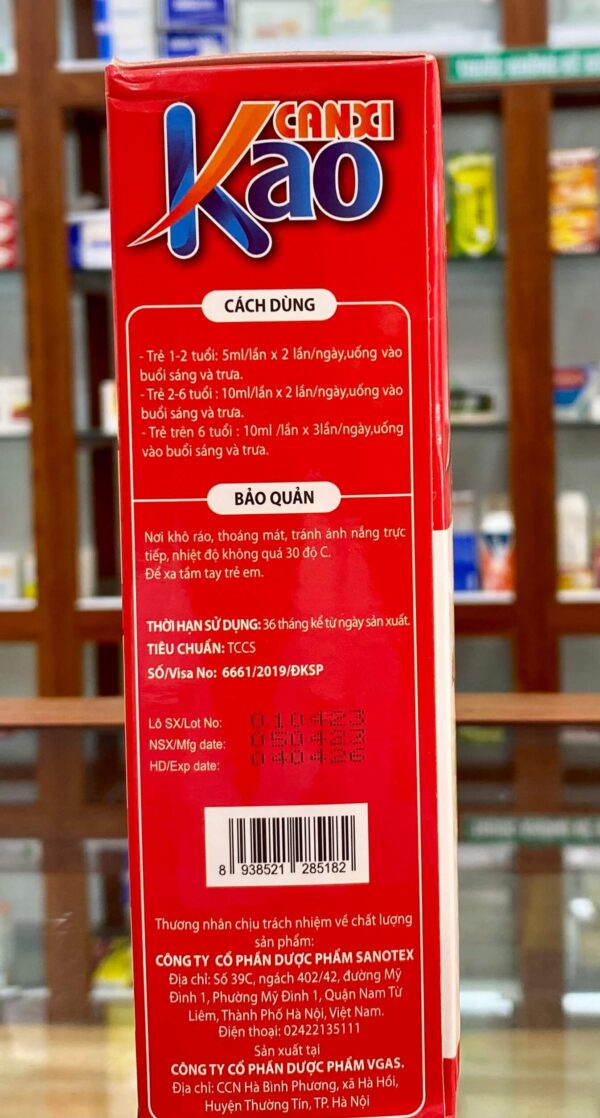 CANXI
Kao
CÁCH DÙNG
- Trẻ 1-2 tuổi: 5ml/lần x 2 lần/ngày,uống vào
buổi sáng và trưa.
- Trẻ 2-6 tuổi : 10ml/lần x 2 lần/ngày,uống vào
buổi sáng và trưa.
- Trẻ trên 6 tuổi : 10ml /lần x 3lần/ngày,uống
vào buổi sáng và trưa.
BẢO QUẢN
Nơi khô ráo, thoáng mát, tránh ánh nắng trực
tiếp, nhiệt độ không quá 30 độ C.
Để xa tầm tay trẻ em.
THỜI HẠN SỬ DỤNG: 36 tháng kể từ ngày sản xuất.
TIÊU CHUẨN: TCCS
SỐ/Visa No: 6661/2019/ĐKSP
Lô SX/Lot No: 010423
NSX/Mfg date: 050423
HD/Exp date: 040426
8 938521 285182
Thương nhân chịu trách nhiệm về chất lượng
sản phẩm:
CÔNG TY CỔ PHẦN DƯỢC PHẨM SANOTEX
Địa chỉ: Số 39C, ngách 402/42, đường Mỹ
Đình 1, Phường Mỹ Đình 1, Quận Nam Từ
Liêm, Thành Phố Hà Nội, Việt Nam.
Điện thoại: 02422135111
Sản xuất tại
CÔNG TY CỔ PHẦN DƯỢC PHẨM VGAS.
Địa chỉ: CCN Hà Bình Phương, xã Hà Hồi,
Huyện Thường Tín, TP. Hà Nội